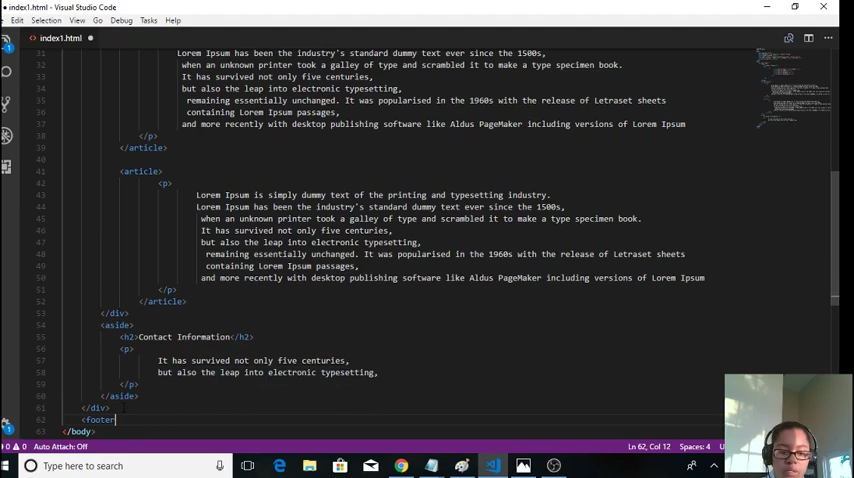 index1.html - Visual Studio Code
Edit Selection View Go Debug Tasks Help
index1.html
31 Lorem Ipsum has been the industry's standard dummy text ever since the 1500s,
32 when an unknown printer took a galley of type and scrambled it to make a type specimen book.
33 It has survived not only five centuries,
34 but also the leap into electronic typesetting,
35 remaining essentially unchanged. It was popularised in the 1960s with the release of Letraset sheets
36 containing Lorem Ipsum passages,
37 and more recently with desktop publishing software like Aldus PageMaker including versions of Lorem Ipsum
38 </p>
39 </article>
40
41 <article>
42 <p>
43 Lorem Ipsum is simply dummy text of the printing and typesetting industry.
44 Lorem Ipsum has been the industry's standard dummy text ever since the 1500s,
45 when an unknown printer took a galley of type and scrambled it to make a type specimen book.
46 It has survived not only five centuries,
47 but also the leap into electronic typesetting,
48 remaining essentially unchanged. It was popularised in the 1960s with the release of Letraset sheets
49 containing Lorem Ipsum passages,
50 and more recently with desktop publishing software like Aldus PageMaker including versions of Lorem Ipsum
51 </p>
52 </article>
53 </div>
54 <aside>
55 <h2>Contact Information</h2>
56 <p>
57 It has survived not only five centuries,
58 but also the leap into electronic typesetting,
59 </p>
60 </aside>
61 </div>
62 <footer
63 </body>
0 0 Auto Attach: Off Ln 62, Col 12 Spaces: 4
Type here to search